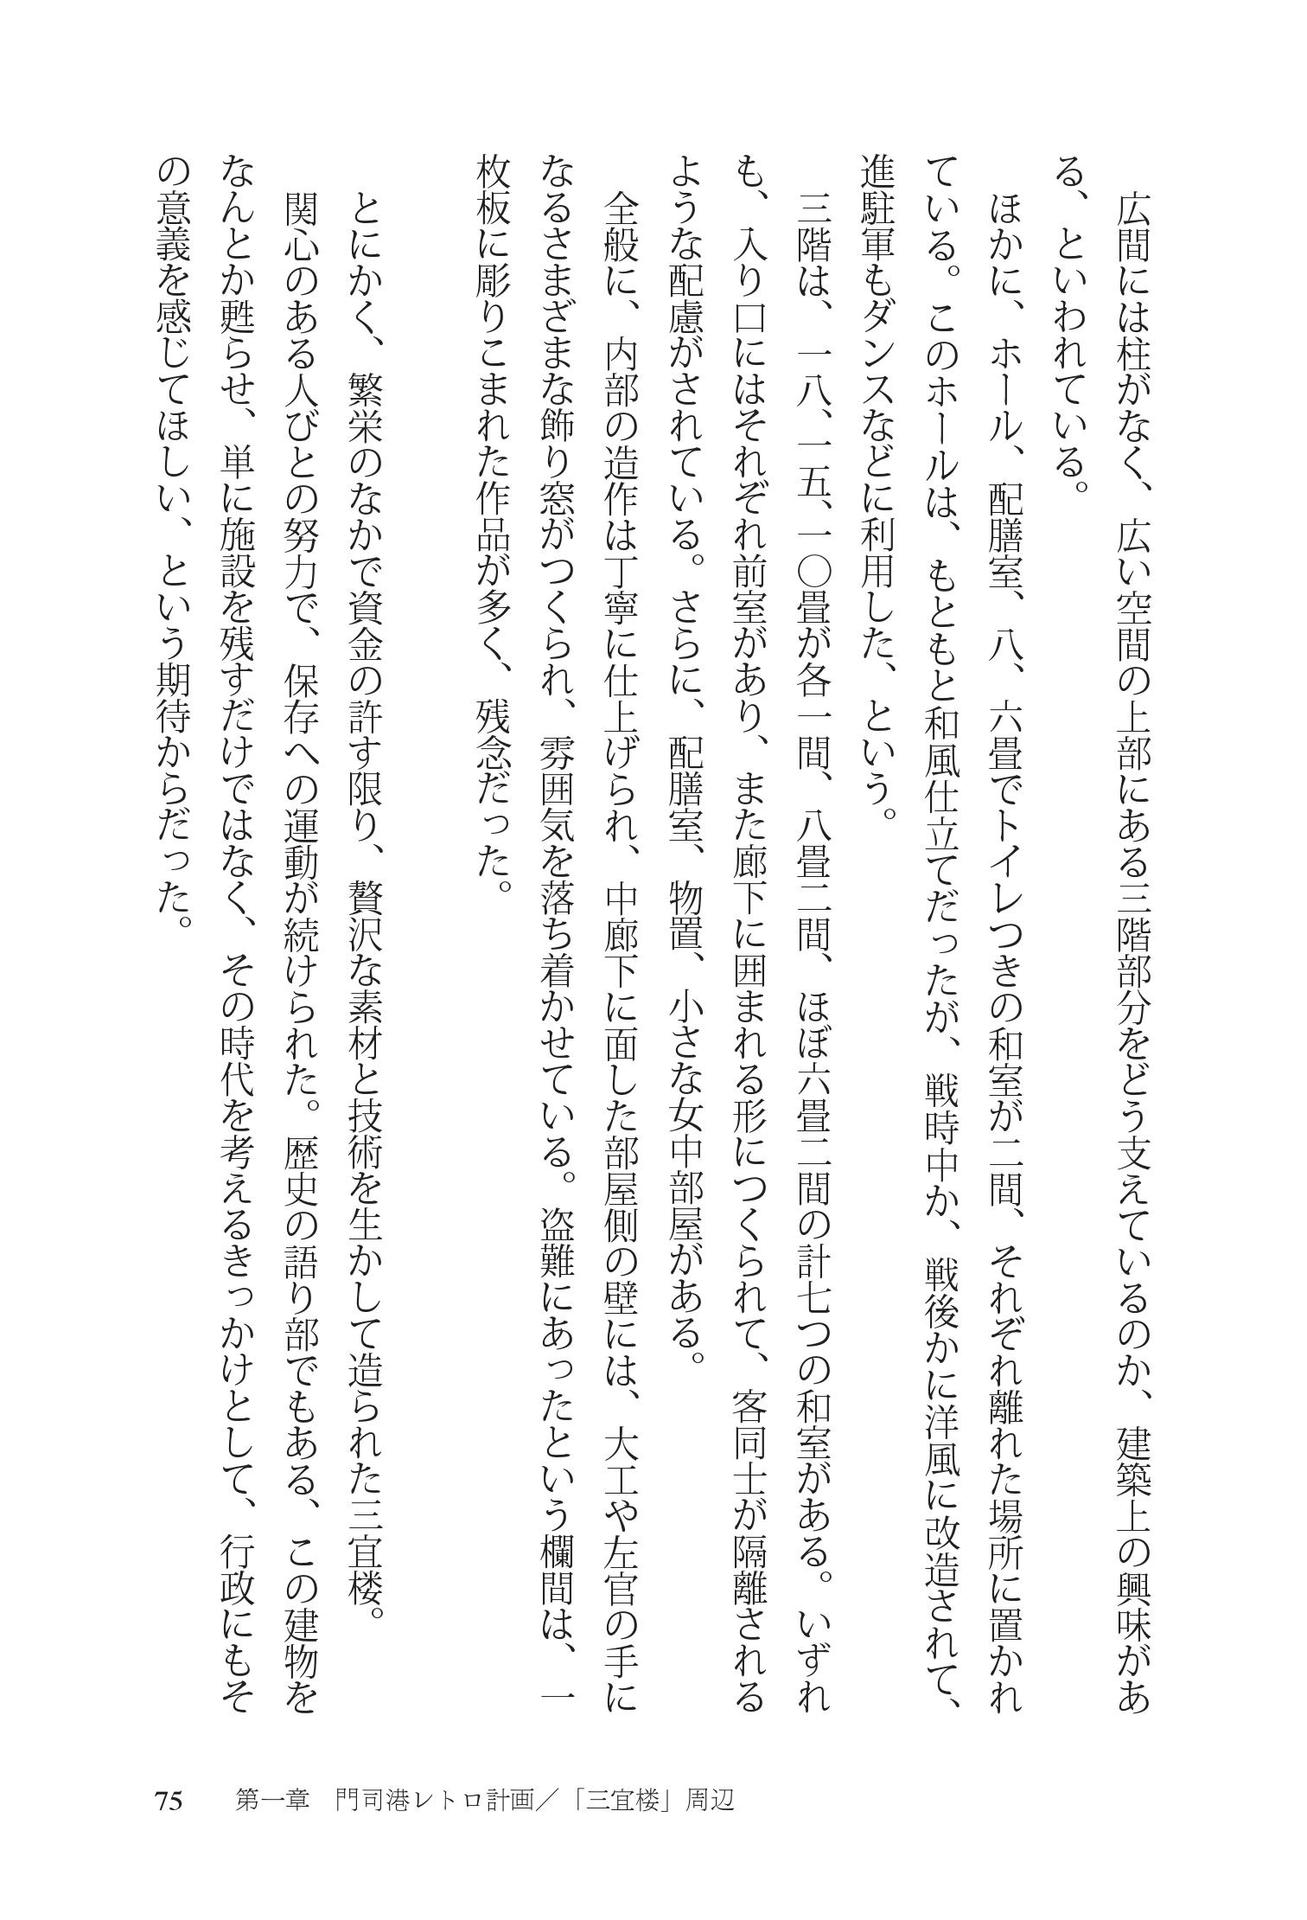 広間には柱がなく、広い空間の上部にある三階部分をどう支えているのか、建築上の興味があ
る、といわれている。
　ほかに、ホール、配膳室、八、六畳でトイレつきの和室が二間、それぞれ離れた場所に置かれ
ている。このホールは、もともと和風仕立てだったが、戦時中か、戦後かに洋風に改造されて、
進駐軍もダンスなどに利用した、という。
　三階は、一八、一五、一〇畳が各一間、八畳二間、ほぼ六畳二間の計七つの和室がある。いずれ
も、入り口にはそれぞれ前室があり、また廊下に囲まれる形につくられて、客同士が隔離される
ような配慮がされている。さらに、配膳室、物置、小さな女中部屋がある。
　全般に、内部の造作は丁寧に仕上げられ、中廊下に面した部屋側の壁には、大工や左官の手に
なるさまざまな飾り窓がつくられ、雰囲気を落ち着かせている。盗難にあったという欄間は、一
枚板に彫りこまれた作品が多く、残念だった。
　とにかく、繁栄のなかで資金の許す限り、贅沢な素材と技術を生かして造られた三宜楼。
　関心のある人びとの努力で、保存への運動が続けられた。歴史の語り部でもある、この建物を
なんとか甦らせ、単に施設を残すだけではなく、その時代を考えるきっかけとして、行政にもそ
の意義を感じてほしい、という期待からだった。
75　第一章　門司港レトロ計画／「三宜楼」周辺